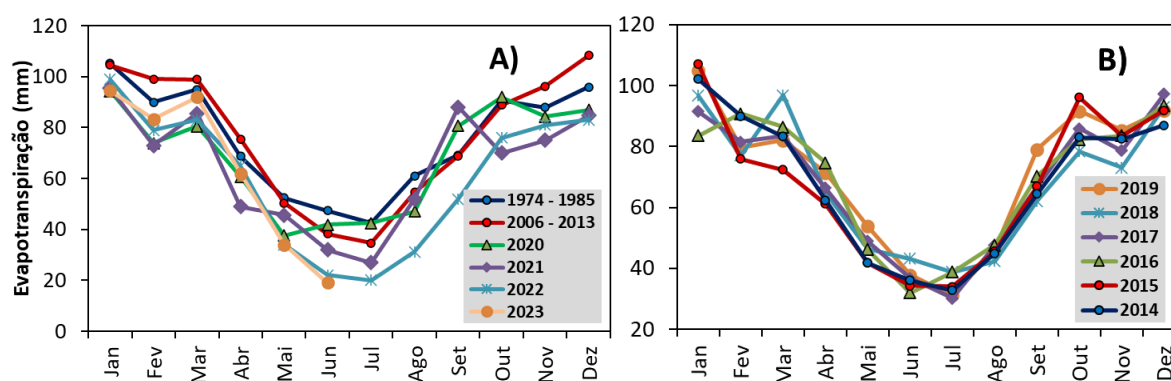 Evapotranspiração (mm)
120
100
80
60
40
20
0
A)
1974 - 1985
2006 - 2013
2020
2021
2022
2023
Jan
Fev
Mar
Abr
Mai
Jun
Jul
Ago
Set
Out
Nov
Dez
120
100
80
60
40
20
B)
2019
2018
2017
2016
2015
2014
Jan
Fev
Mar
Abr
Mai
Jun
Jul
Ago
Set
Out
Nov
Dez